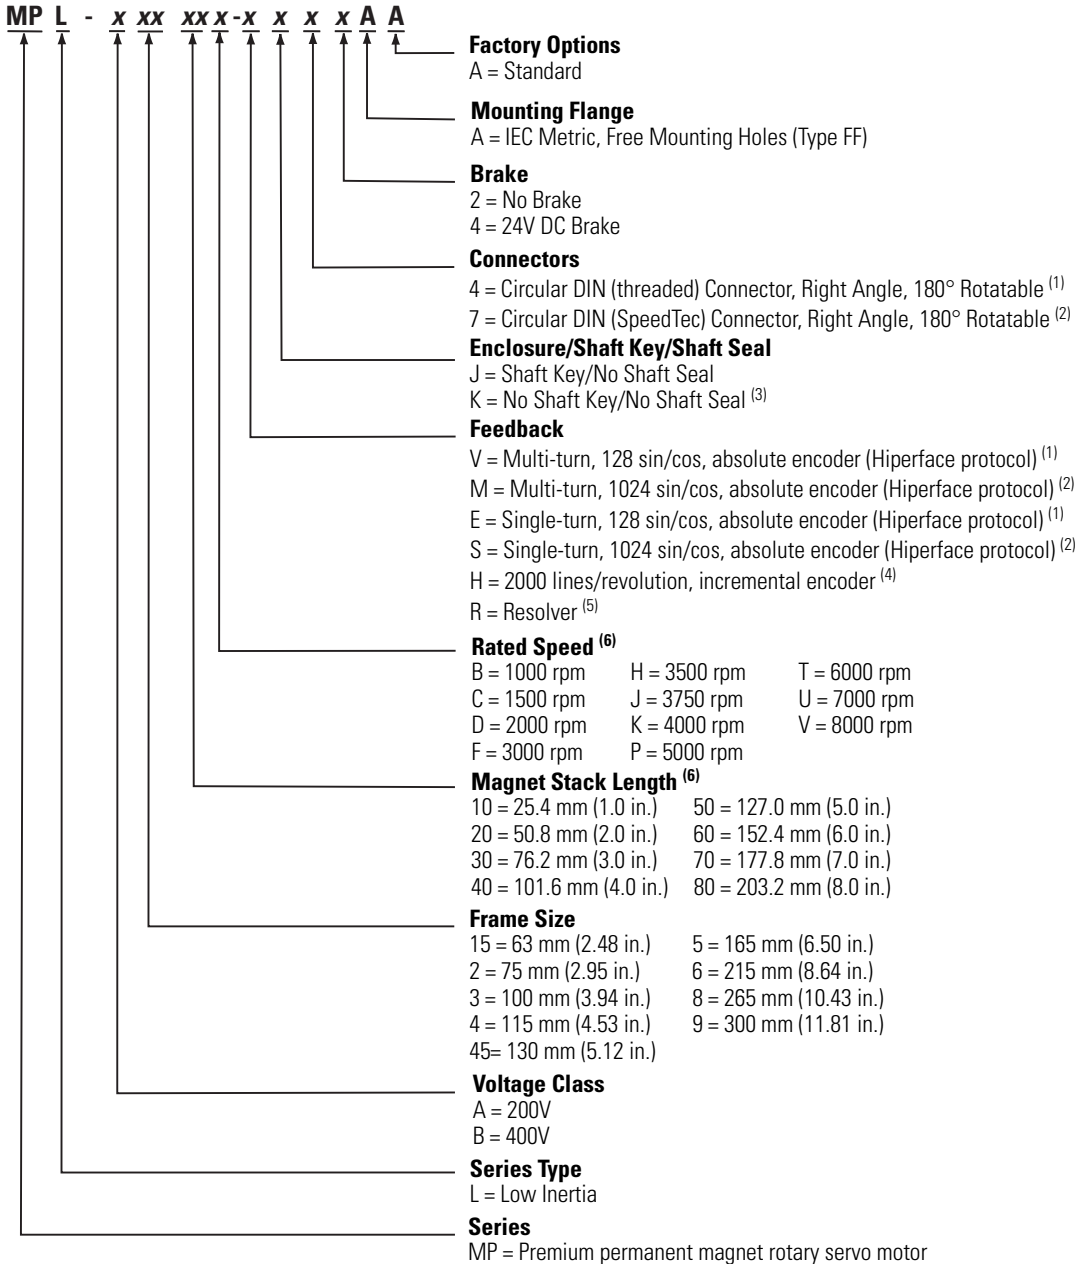 MP L - x xx xx x -x x x x A A
Factory Options
A = Standard
Mounting Flange
A = IEC Metric, Free Mounting Holes (Type FF)
Brake
2 = No Brake
4 = 24V DC Brake
Connectors
4 = Circular DIN (threaded) Connector, Right Angle, 180° Rotatable (1)
7 = Circular DIN (SpeedTec) Connector, Right Angle, 180° Rotatable (2)
Enclosure/Shaft Key/Shaft Seal
J = Shaft Key/No Shaft Seal
K = No Shaft Key/No Shaft Seal (3)
Feedback
V = Multi-turn, 128 sin/cos, absolute encoder (Hiperface protocol) (1)
M = Multi-turn, 1024 sin/cos, absolute encoder (Hiperface protocol) (2)
E = Single-turn, 128 sin/cos, absolute encoder (Hiperface protocol) (1)
S = Single-turn, 1024 sin/cos, absolute encoder (Hiperface protocol) (2)
H = 2000 lines/revolution, incremental encoder (4)
R = Resolver (5)
Rated Speed (6)
B = 1000 rpm H = 3500 rpm T = 6000 rpm
C = 1500 rpm J = 3750 rpm U = 7000 rpm
D = 2000 rpm K = 4000 rpm V = 8000 rpm
F = 3000 rpm P = 5000 rpm
Magnet Stack Length (6)
10 = 25.4 mm (1.0 in.) 50 = 127.0 mm (5.0 in.)
20 = 50.8 mm (2.0 in.) 60 = 152.4 mm (6.0 in.)
30 = 76.2 mm (3.0 in.) 70 = 177.8 mm (7.0 in.)
40 = 101.6 mm (4.0 in.) 80 = 203.2 mm (8.0 in.)
Frame Size
15 = 63 mm (2.48 in.) 5 = 165 mm (6.50 in.)
2 = 75 mm (2.95 in.) 6 = 215 mm (8.64 in.)
3 = 100 mm (3.94 in.) 8 = 265 mm (10.43 in.)
4 = 115 mm (4.53 in.) 9 = 300 mm (11.81 in.)
45= 130 mm (5.12 in.)
Voltage Class
A = 200V
B = 400V
Series Type
L = Low Inertia
Series
MP = Premium permanent magnet rotary servo motor